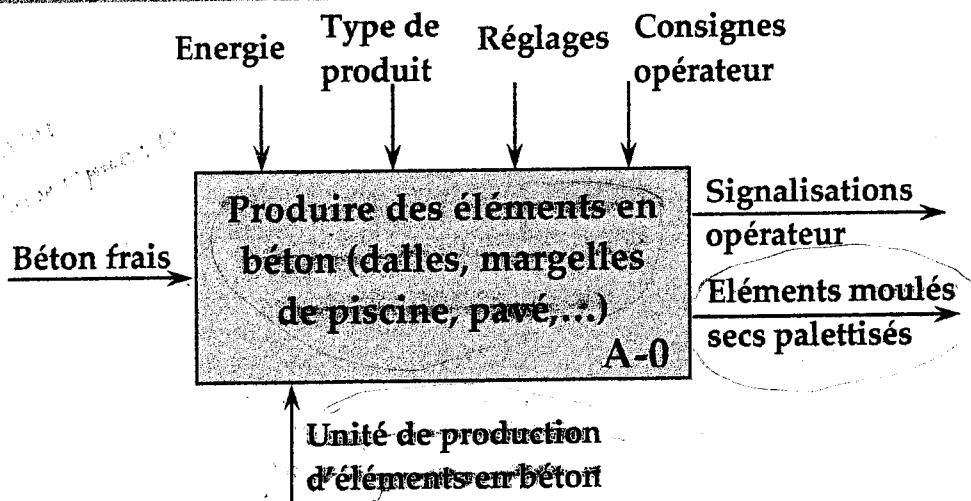 Energie
Type de
produit
Réglages
Consignes
opérateur
Béton frais
Produire des éléments en
béton (dalles, margelles
de piscine, pavé,...)
A-0
Signalisations
opérateur
Eléments moulés
secs palettisés
Unité de production
d'éléments en béton